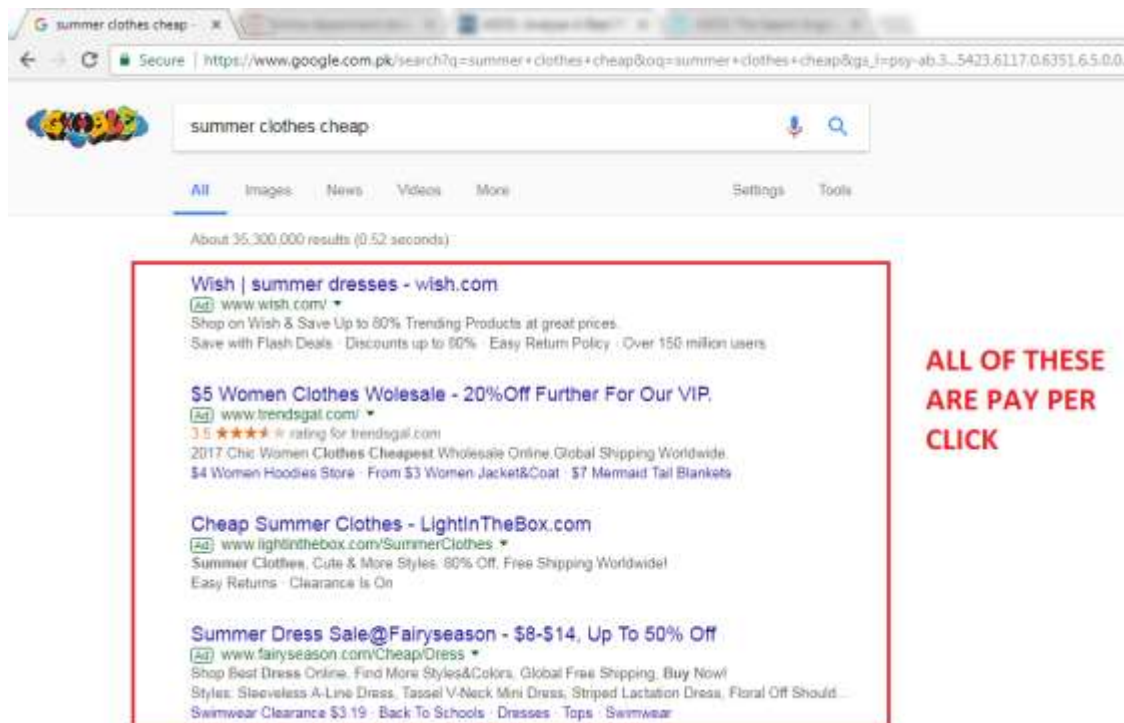 summer clothes cheap -
Secure | https://www.google.com.pk/search?q=summer+clothes+cheap&oq=summer+clothes+cheap&gs_l=psy-ab.3...5423.6117.0.6351.6.5.0.0.
summer clothes cheap
All Images News Videos More Settings Tools
About 35,300,000 results (0.52 seconds)
Wish | summer dresses - wish.com
Ad www.wish.com/
Shop on Wish & Save Up to 80% Trending Products at great prices.
Save with Flash Deals · Discounts up to 80% · Easy Return Policy · Over 150 million users
$5 Women Clothes Wolesale - 20%Off Further For Our VIP.
Ad www.trendsgal.com/
3.5 ★★★★ rating for trendsgal.com
2017 Chic Women Clothes Cheapest Wholesale Online.Global Shipping Worldwide.
$4 Women Hoodies Store · From $3 Women Jacket&Coat · $7 Mermaid Tail Blankets
Cheap Summer Clothes - LightInTheBox.com
Ad www.lightinthebox.com/SummerClothes
Summer Clothes, Cute & More Styles. 80% Off. Free Shipping Worldwide!
Easy Returns · Clearance Is On
Summer Dress Sale@Fairyseason - $8-$14, Up To 50% Off
Ad www.fairyseason.com/Cheap/Dress
Shop Best Dress Online. Find More Styles&Colors, Global Free Shipping, Buy Now!
Styles: Sleeveless A-Line Dress, Tassel V-Neck Mini Dress, Striped Lactation Dress, Floral Off Should...
Swimwear Clearance $3.19 · Back To Schools · Dresses · Tops · Swimwear
ALL OF THESE
ARE PAY PER
CLICK